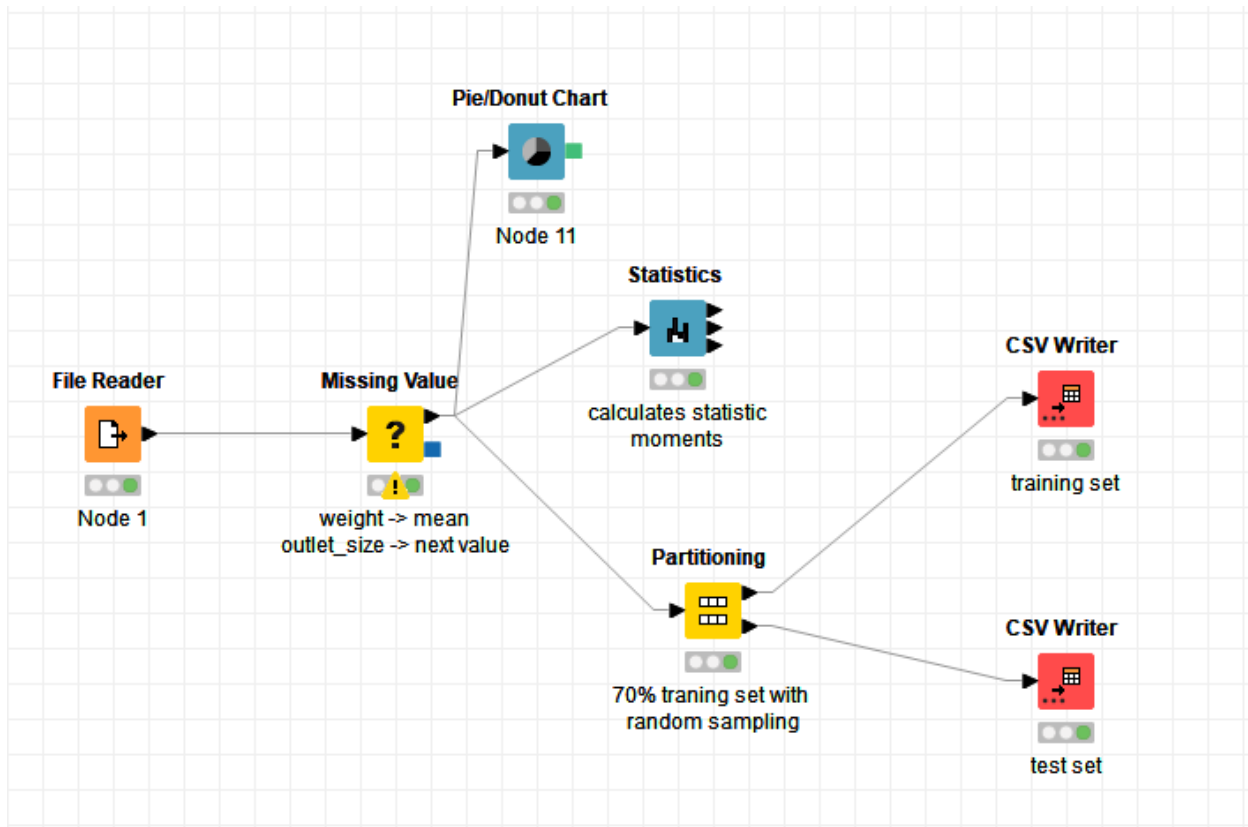 Pie/Donut Chart
Node 11
Statistics
calculates statistic
moments
File Reader
Node 1
Missing Value
?
!
weight -> mean
outlet_size -> next value
Partitioning
70% traning set with
random sampling
CSV Writer
training set
CSV Writer
test set